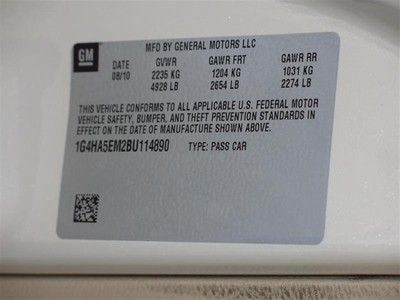 GM
MFD BY GENERAL MOTORS LLC
DATE GVWR GAWR FRT GAWR RR
08/10 2235 KG 1204 KG 1031 KG
4928 LB 2654 LB 2274 LB
THIS VEHICLE CONFORMS TO ALL APPLICABLE U.S. FEDERAL MOTOR
VEHICLE SAFETY, BUMPER, AND THEFT PREVENTION STANDARDS IN
EFFECT ON THE DATE OF MANUFACTURE SHOWN ABOVE.
1G4HA5EM2BU114890 TYPE: PASS CAR